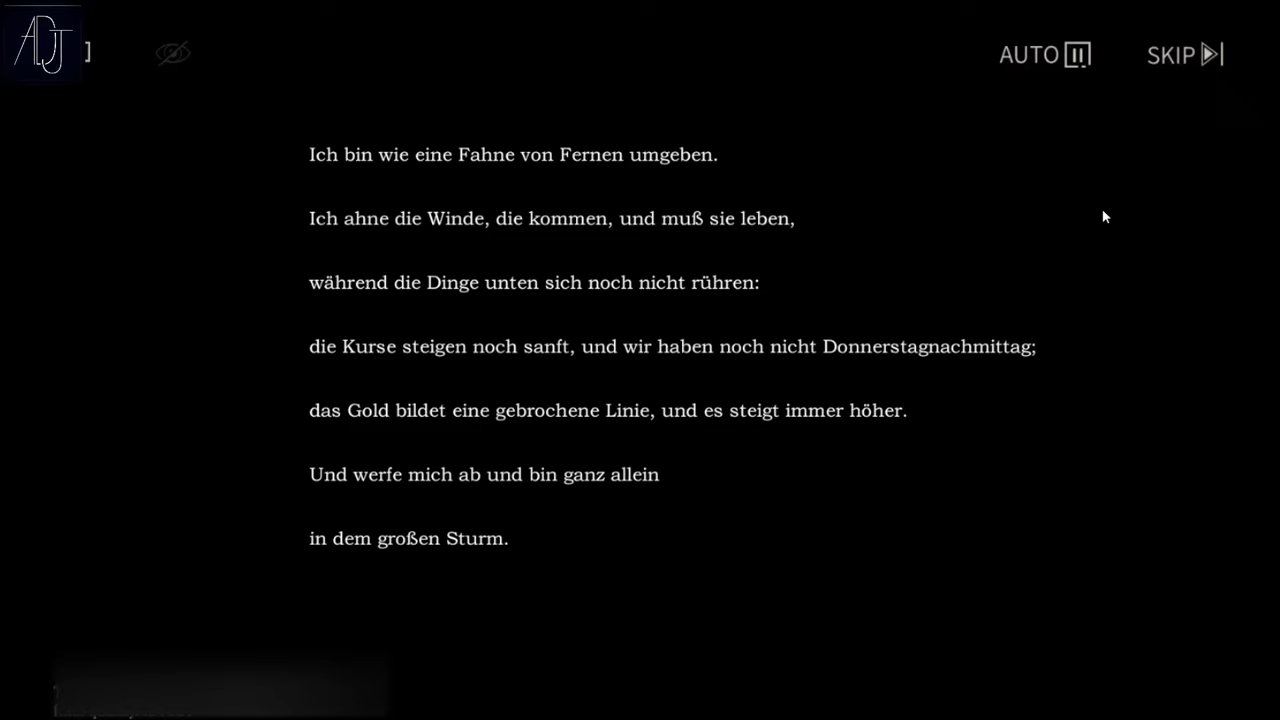 ADJ
]
AUTO
SKIP
Ich bin wie eine Fahne von Fernen umgeben.
Ich ahne die Winde, die kommen, und muß sie leben,
während die Dinge unten sich noch nicht rühren:
die Kurse steigen noch sanft, und wir haben noch nicht Donnerstagnachmittag;
das Gold bildet eine gebrochene Linie, und es steigt immer höher.
Und werfe mich ab und bin ganz allein
in dem großen Sturm.